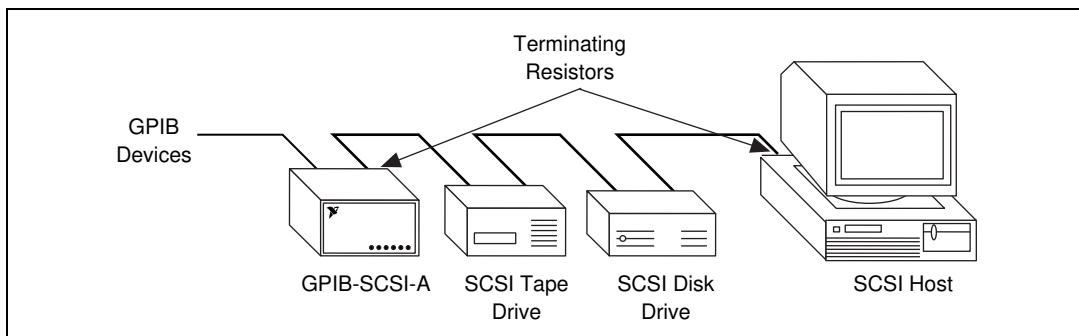 Terminating
Resistors
GPIB
Devices
GPIB-SCSI-A
SCSI Tape
Drive
SCSI Disk
Drive
SCSI Host